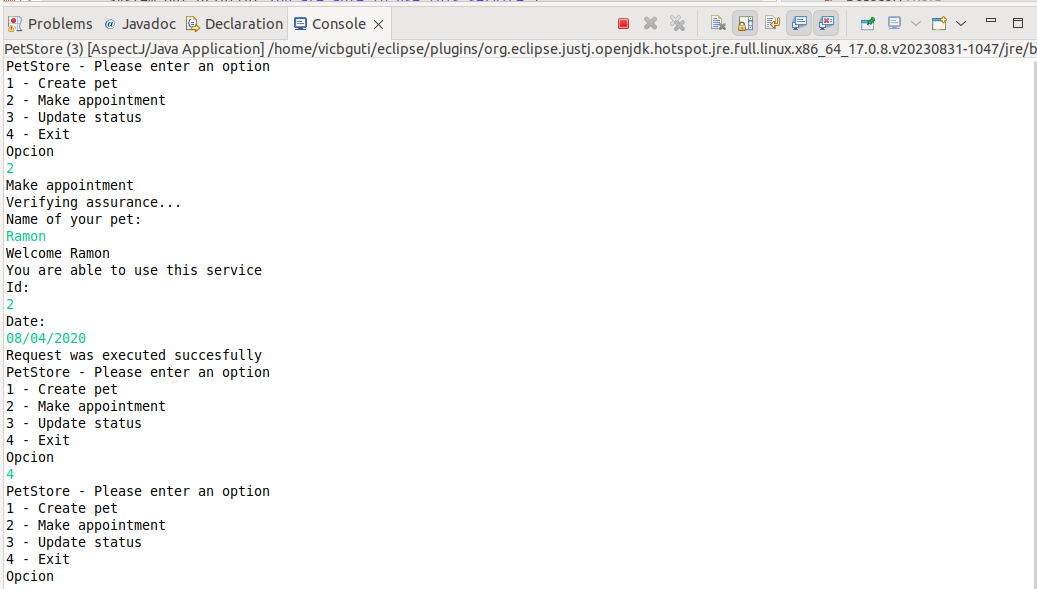 Problems @ Javadoc Declaration Console
PetStore (3) [AspectJ/Java Application] /home/vicbguti/eclipse/plugins/org.eclipse.justj.openjdk.hotspot.jre.full.linux.x86_64_17.0.8.v20230831-1047/jre/b
PetStore - Please enter an option
1 - Create pet
2 - Make appointment
3 - Update status
4 - Exit
Opcion
2
Make appointment
Verifying assurance...
Name of your pet:
Ramon
Welcome Ramon
You are able to use this service
Id:
2
Date:
08/04/2020
Request was executed succesfully
PetStore - Please enter an option
1 - Create pet
2 - Make appointment
3 - Update status
4 - Exit
Opcion
4
PetStore - Please enter an option
1 - Create pet
2 - Make appointment
3 - Update status
4 - Exit
Opcion